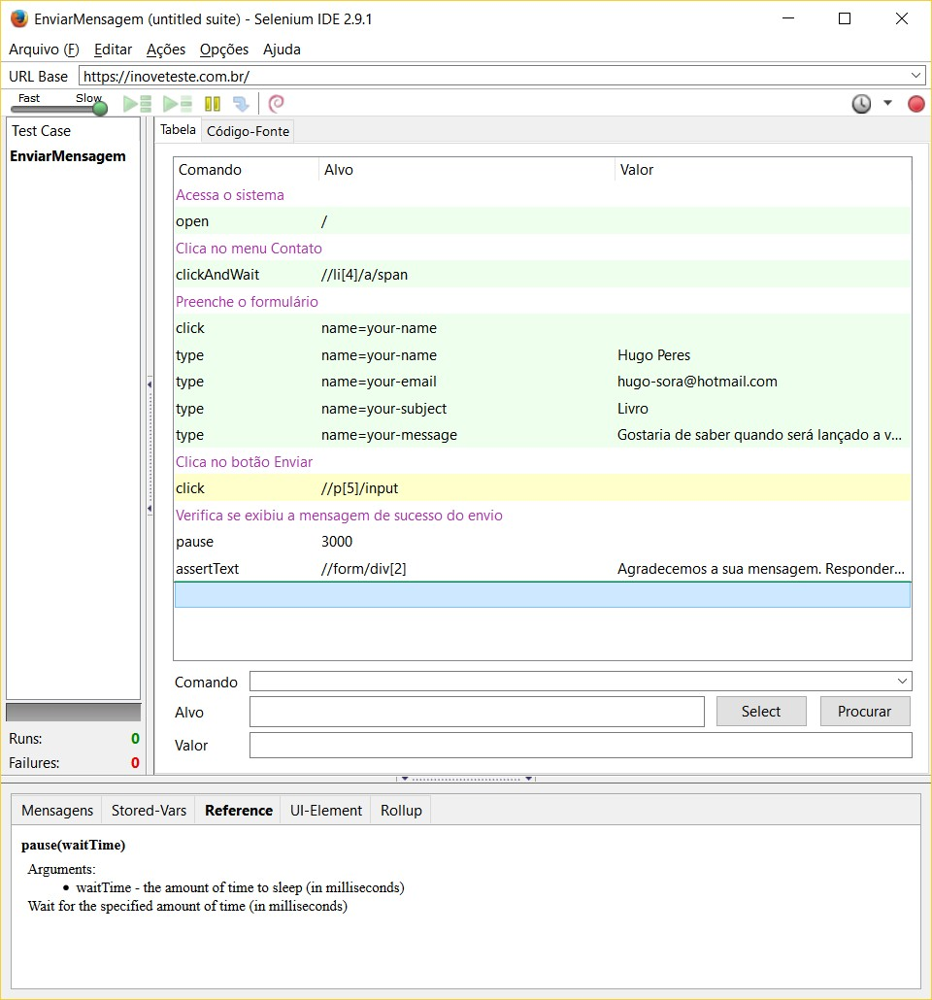 EnviarMensagem (untitled suite) - Selenium IDE 2.9.1
Arquivo (F) Editar Ações Opções Ajuda
URL Base https://inoveteste.com.br/
Fast Slow
Test Case
EnviarMensagem
Tabela Código-Fonte
Comando Alvo Valor
Acessa o sistema
open /
Clica no menu Contato
clickAndWait //li[4]/a/span
Preenche o formulário
click name=your-name
type name=your-name Hugo Peres
type name=your-email hugo-sora@hotmail.com
type name=your-subject Livro
type name=your-message Gostaria de saber quando será lançado a v...
Clica no botão Enviar
click //p[5]/input
Verifica se exibiu a mensagem de sucesso do envio
pause 3000
assertText //form/div[2] Agradecemos a sua mensagem. Responder...
Comando
Alvo Select Procurar
Valor
Runs: 0
Failures: 0
Mensagens Stored-Vars Reference UI-Element Rollup
pause(waitTime)
Arguments:
• waitTime - the amount of time to sleep (in milliseconds)
Wait for the specified amount of time (in milliseconds)